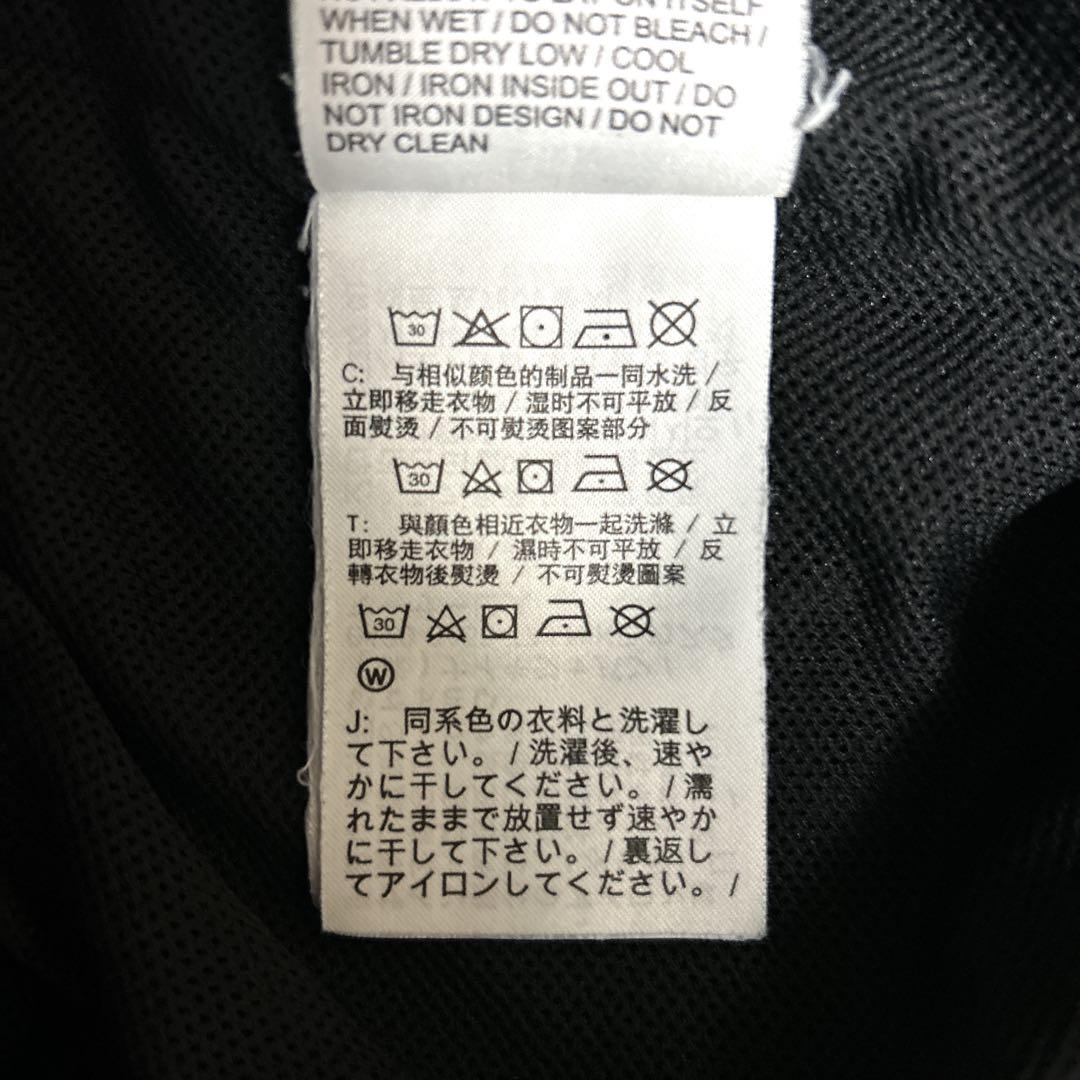 NOT ALLOW TO LAY ON ITSELF
WHEN WET / DO NOT BLEACH /
TUMBLE DRY LOW / COOL
IRON / IRON INSIDE OUT / DO
NOT IRON DESIGN / DO NOT
DRY CLEAN
30
C: 与相似颜色的制品一同水洗 /
立即移走衣物 / 湿时不可平放 / 反
面熨烫 / 不可熨烫图案部分
30
T: 與顏色相近衣物一起洗滌 / 立
即移走衣物 / 濕時不可平放 / 反
轉衣物後熨燙 / 不可熨燙圖案
30
W
J: 同系色の衣料と洗濯し
て下さい。 / 洗濯後、速や
かに干してください。 / 濡
れたままで放置せず速やか
に干して下さい。 / 裏返し
てアイロンしてください。 /